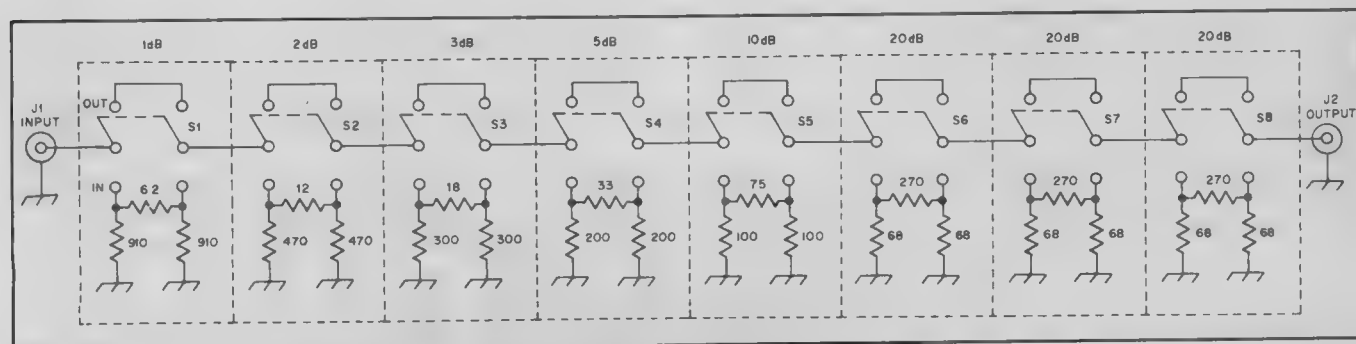 1dB 2dB 3dB 5dB 10dB 20dB 20dB 20dB
J1
INPUT
OUT
S1 S2 S3 S4 S5 S6 S7 S8
J2
OUTPUT
IN
62 12 18 33 75 270 270 270
910 910 470 470 300 300 200 200 100 100 68 68 68 68 68 68